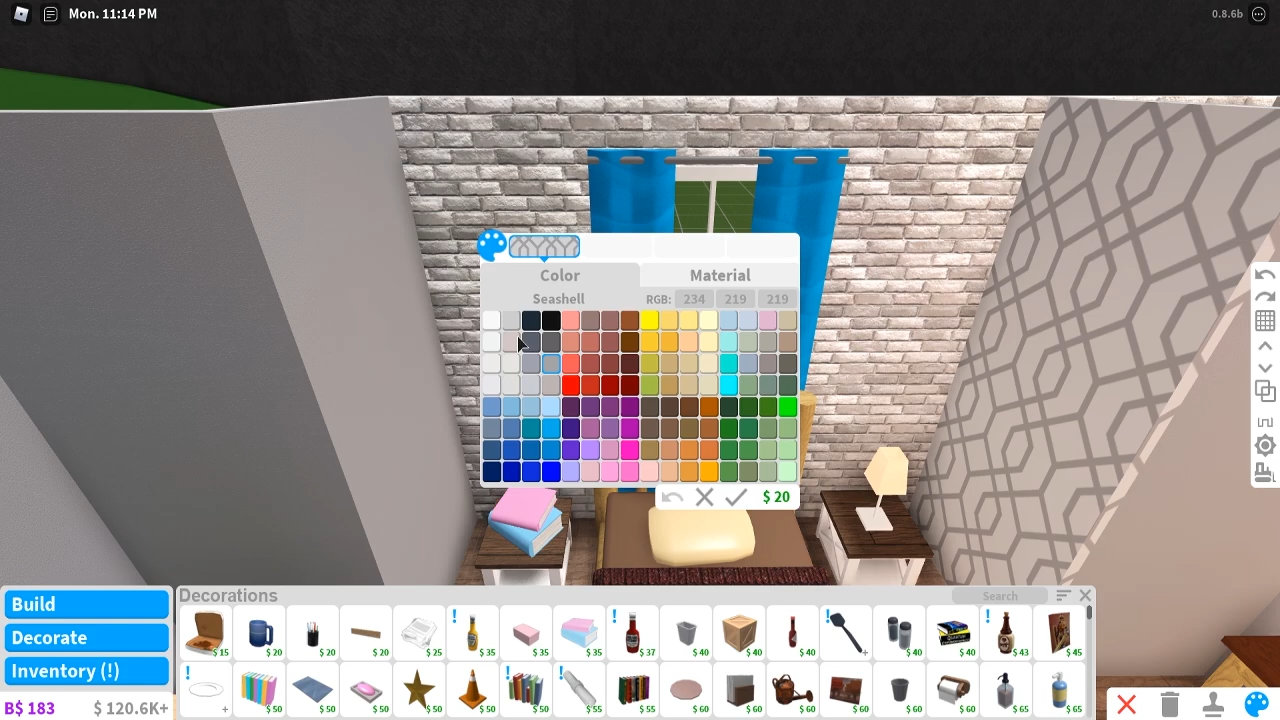 Mon. 11:14 PM
0.8.6b
Color
Material
Seashell
RGB: 234 219 219
$ 20
Build
Decorate
Inventory (!)
B$ 183
$ 120.6K+
Decorations
Search
$ 15
$ 20
$ 20
$ 20
$ 25
! $ 35
$ 35
$ 35
! $ 37
$ 40
$ 40
$ 40
! +
$ 40
$ 40
! $ 43
$ 45
! +
$ 50
$ 50
$ 50
$ 50
$ 50
! $ 50
! $ 55
$ 55
$ 60
$ 60
$ 60
$ 60
$ 60
$ 60
$ 65
$ 65